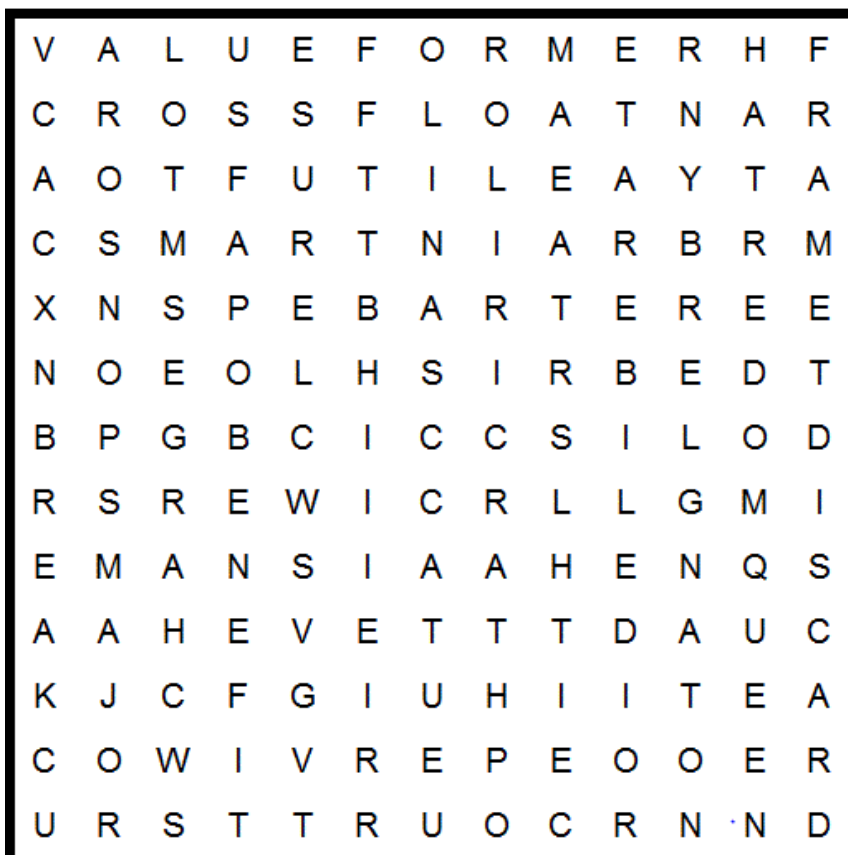 V A L U E F O R M E R H F
C R O S S F L O A T N A R
A O T F U T I L E A Y T A
C S M A R T N I A R B R M
X N S P E B A R T E R E E
N O E O L H S I R B E D T
B P G B C I C C S I L O D
R S R E W I C R L L G M I
E M A N S I A A H E N Q S
A A H E V E T T T D A U C
K J C F G I U H I I T E A
C O W I V R E P E O O E R
U R S T T R U O C R N N D